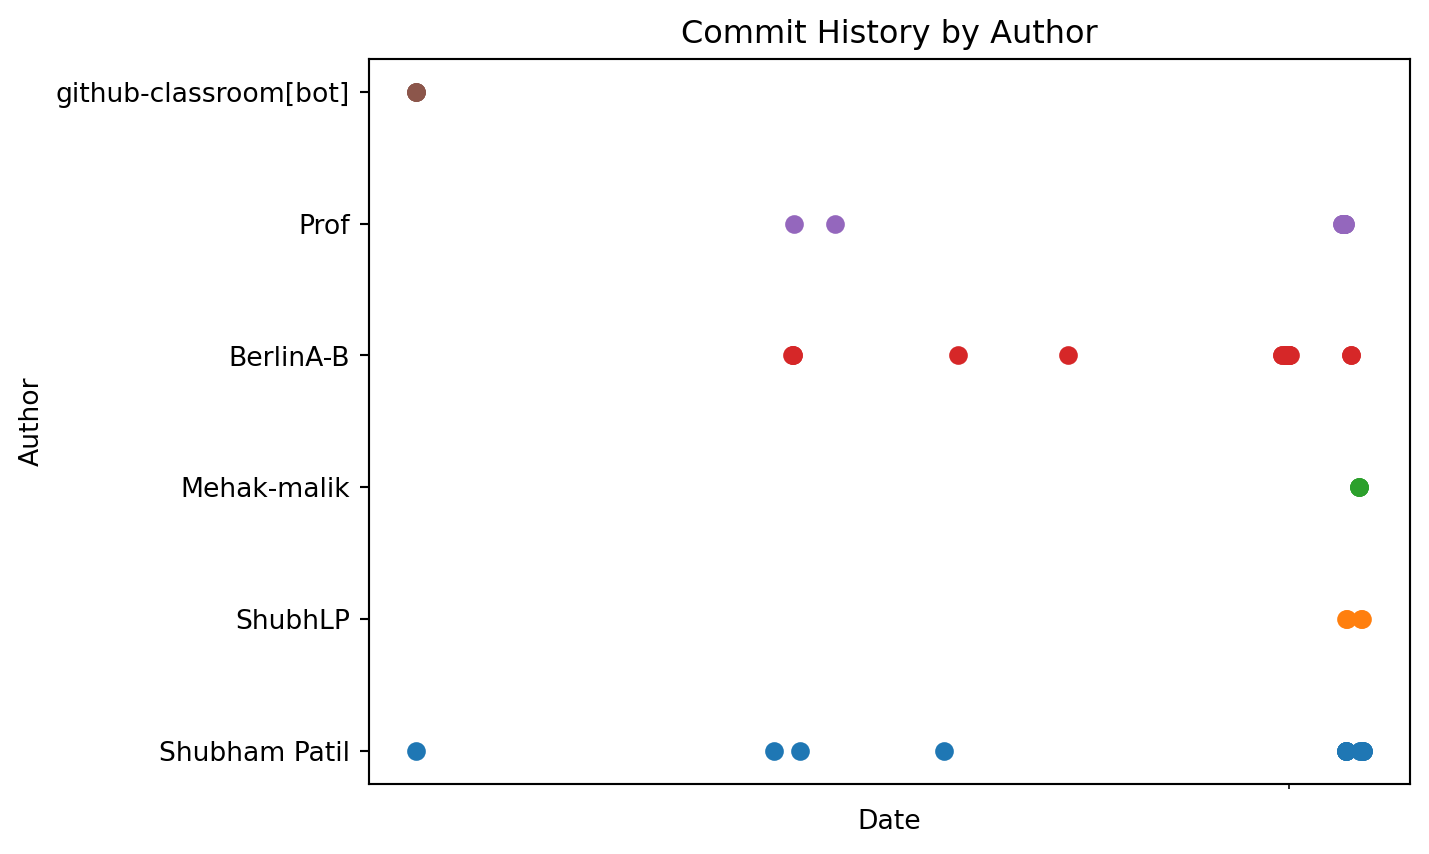 Commit History by Author
github-classroom[bot]
Prof
BerlinA-B
Mehak-malik
ShubhLP
Shubham Patil
Author
Date